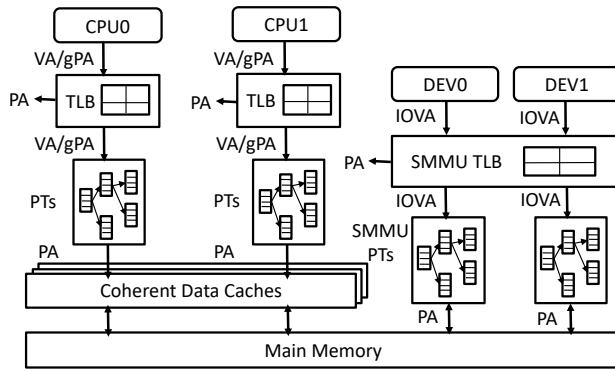 CPU0 CPU1
VA/gPA VA/gPA
DEV0 DEV1
PA TLB PA TLB
IOVA IOVA
VA/gPA VA/gPA
PA SMMU TLB
PTs PTs
IOVA IOVA
SMMU
PTs
PA PA
Coherent Data Caches
PA PA
Main Memory